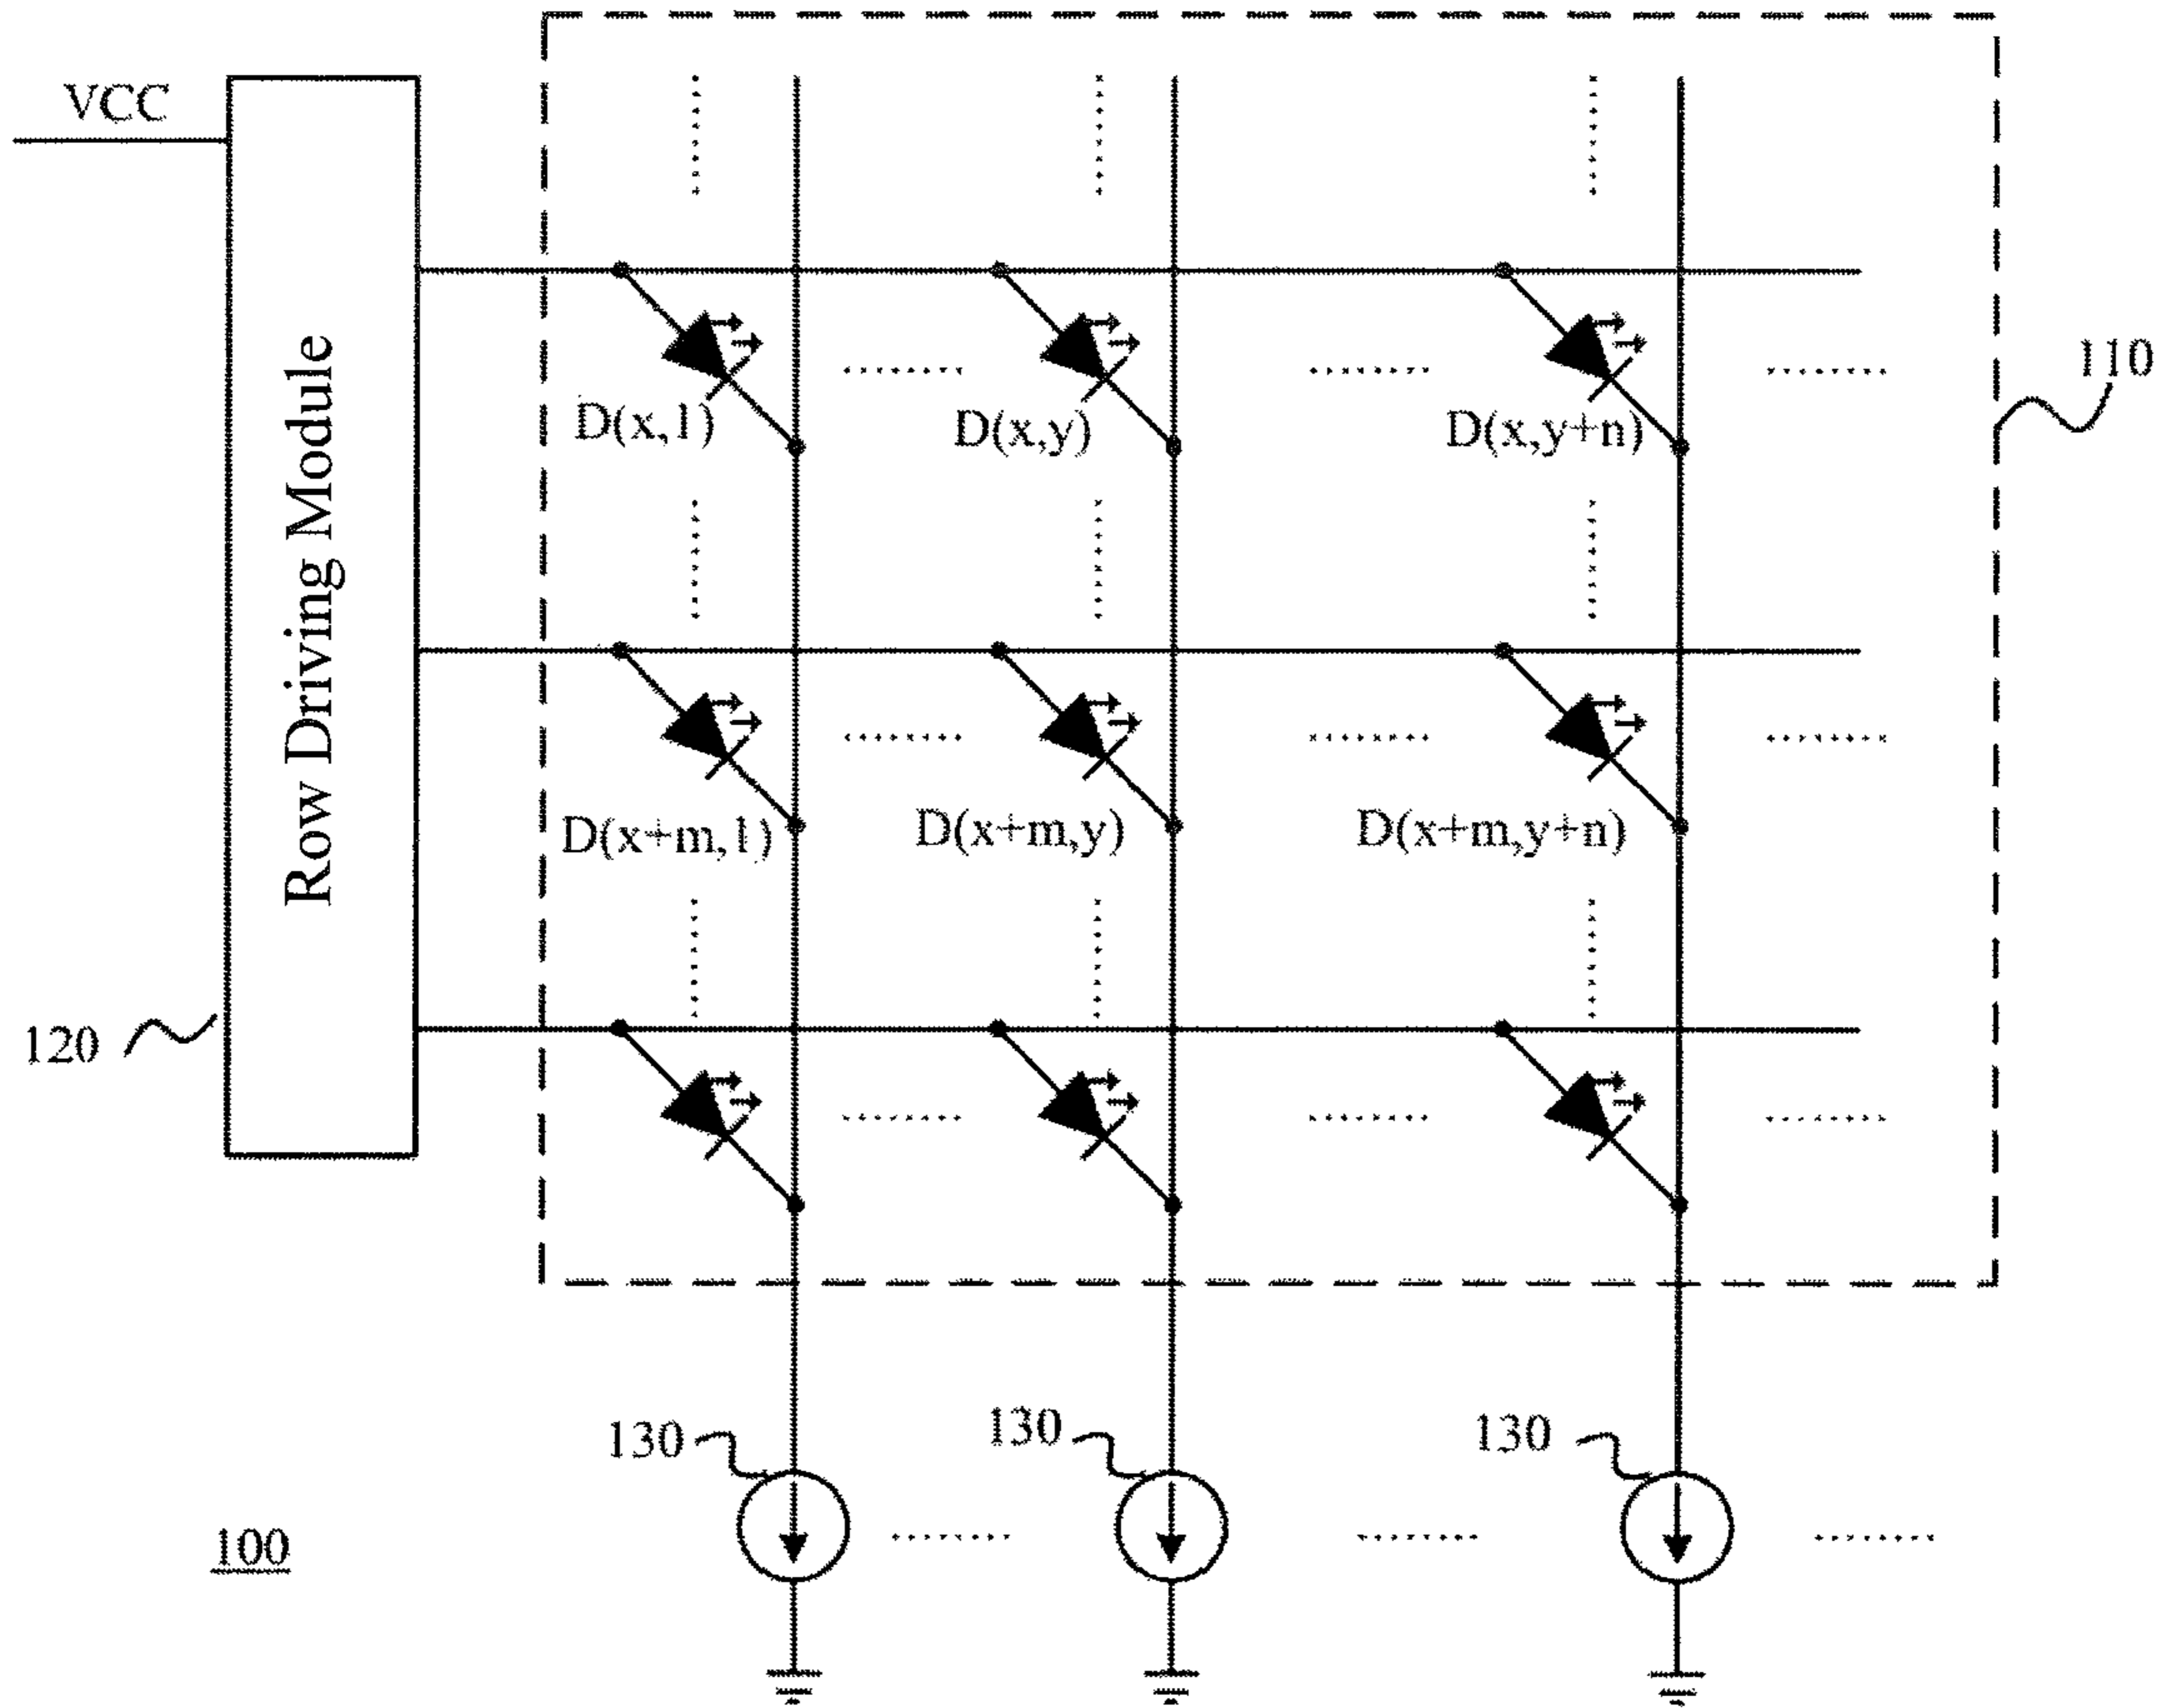 VCC
Row Driving Module
110
D(x,1)
D(x,y)
D(x,y+n)
D(x+m,1)
D(x+m,y)
D(x+m,y+n)
120
130
130
130
100